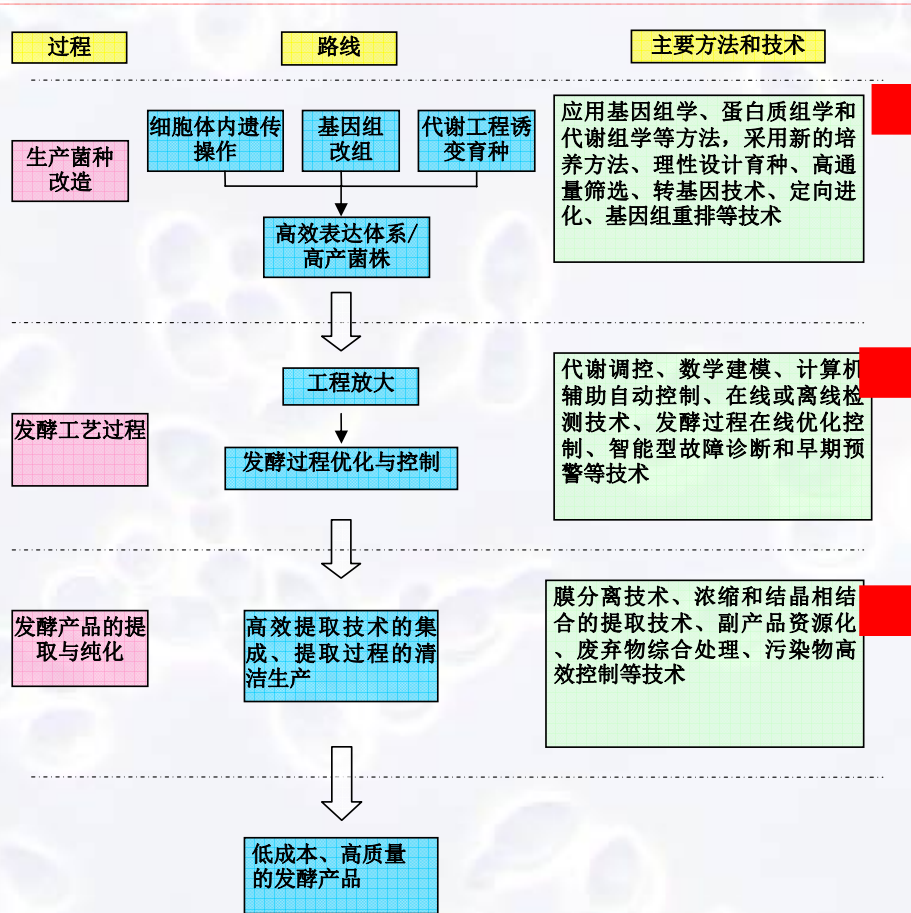 过程
路线
主要方法和技术
生产菌种
改造
细胞体内遗传
操作
基因组
改组
代谢工程诱
变育种
高效表达体系/
高产菌株
应用基因组学、蛋白质组学和
代谢组学等方法，采用新的培
养方法、理性设计育种、高通
量筛选、转基因技术、定向进
化、基因组重排等技术
发酵工艺过程
工程放大
发酵过程优化与控制
代谢调控、数学建模、计算机
辅助自动控制、在线或离线检
测技术、发酵过程在线优化控
制、智能型故障诊断和早期预
警等技术
发酵产品的提
取与纯化
高效提取技术的集
成、提取过程的清
洁生产
膜分离技术、浓缩和结晶相结
合的提取技术、副产品资源化
、废弃物综合处理、污染物高
效控制等技术
低成本、高质量
的发酵产品